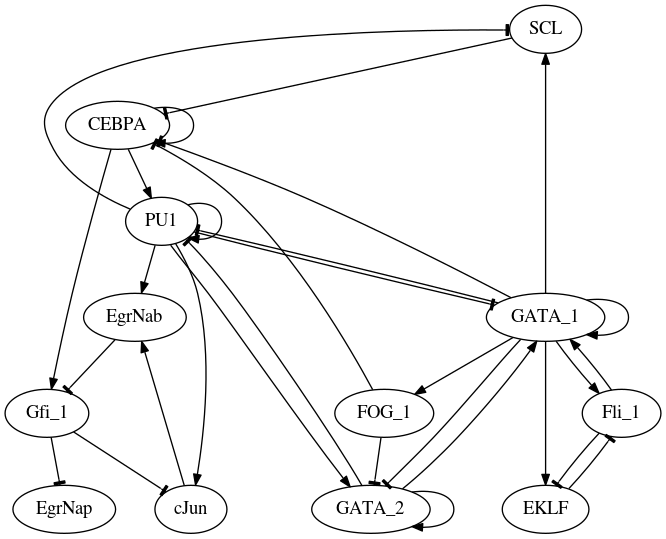 SCL
CEBPA
PU1
EgrNab
GATA_1
Gfi_1
FOG_1
Fli_1
EgrNap
cJun
GATA_2
EKLF